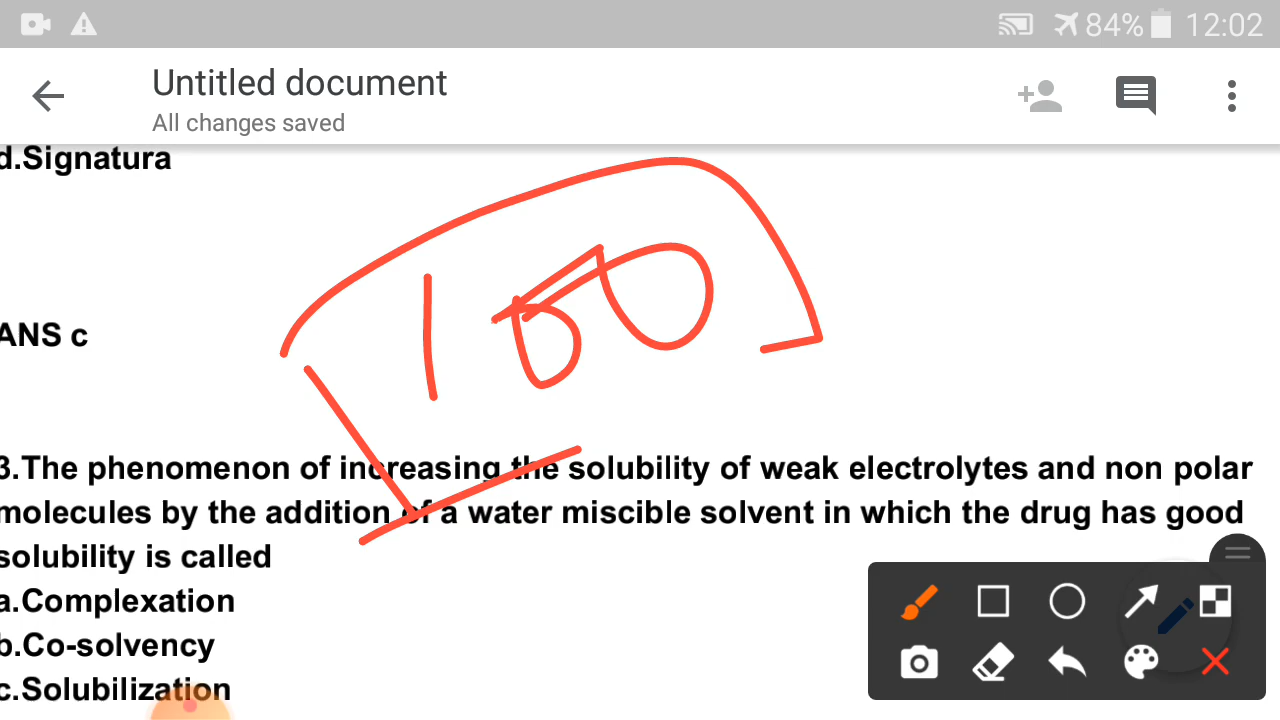 84% 12:02
Untitled document
All changes saved
d.Signatura
100
ANS c
3.The phenomenon of increasing the solubility of weak electrolytes and non polar
molecules by the addition of a water miscible solvent in which the drug has good
solubility is called
a.Complexation
b.Co-solvency
c.Solubilization